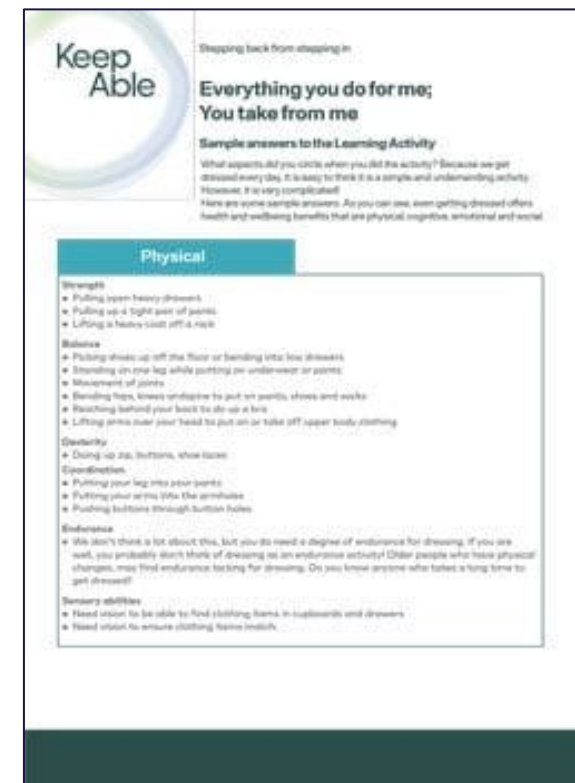 Keep
Able
Stepping back from stepping in
Everything you do for me;
You take from me
Sample answers to the Learning Activity
What aspects did you circle when you did the activity? Because we get
dressed every day, it is easy to think it is a simple and undemanding activity.
However, it is very complicated!
Here are some sample answers. As you can see, even getting dressed offers
health and wellbeing benefits that are physical, cognitive, emotional and social.
Physical
Strength
• Pulling open heavy drawers
• Pulling up a tight pair of pants
• Lifting a heavy coat off a rack
Balance
• Picking shoes up off the floor or bending into low drawers
• Standing on one leg while putting on underwear or pants
• Movement of joints
• Bending hips, knees and spine to put on pants, shoes and socks
• Reaching behind your back to do up a bra
• Lifting arms over your head to put on or take off upper body clothing
Dexterity
• Doing up zip, buttons, shoe laces
Coordination
• Putting your leg into your pants
• Putting your arms into the armholes
• Pushing buttons through button holes
Endurance
• We don't think a lot about this, but you do need a degree of endurance for dressing. If you are
well, you probably don't think of dressing as an endurance activity! Older people who have physical
changes, may find endurance lacking for dressing. Do you know anyone who takes a long time to
get dressed?
Sensory abilities
• Need vision to be able to find clothing items in cupboards and drawers
• Need vision to ensure clothing items match